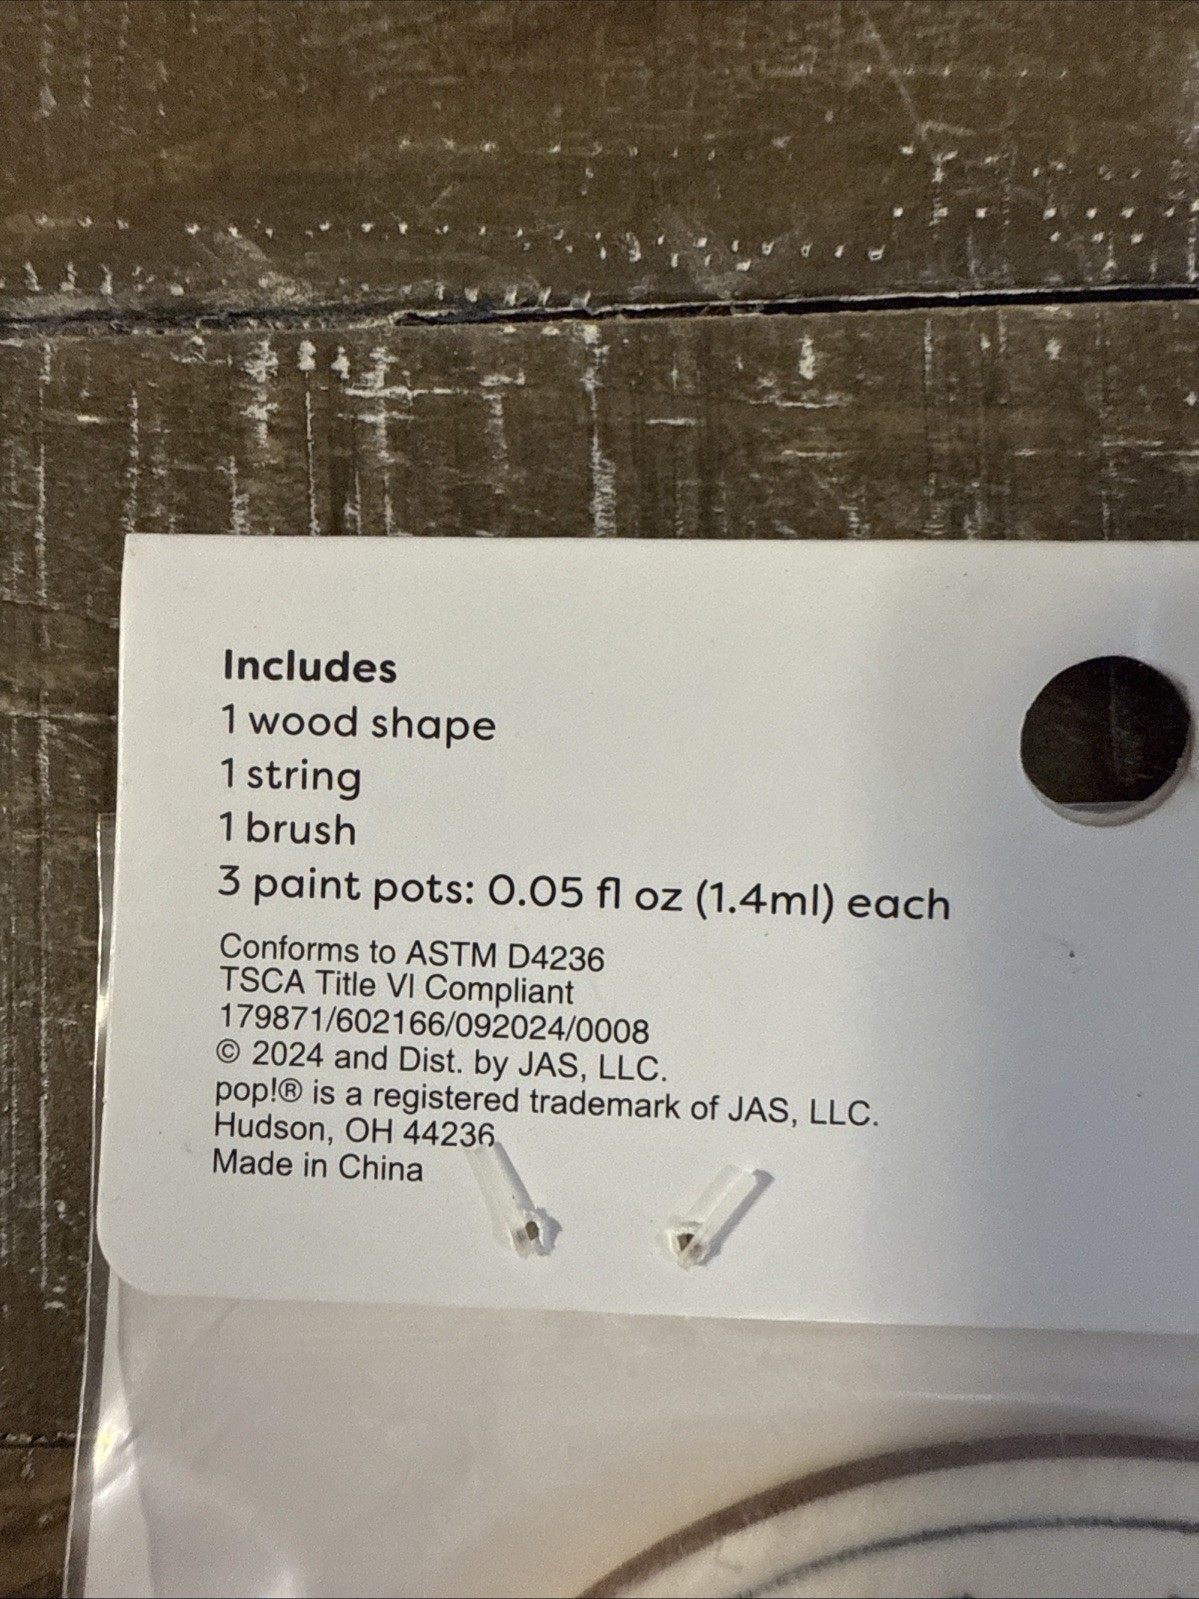 Includes
1 wood shape
1 string
1 brush
3 paint pots: 0.05 fl oz (1.4ml) each
Conforms to ASTM D4236
TSCA Title VI Compliant
179871/602166/092024/0008
© 2024 and Dist. by JAS, LLC.
pop!® is a registered trademark of JAS, LLC.
Hudson, OH 44236
Made in China